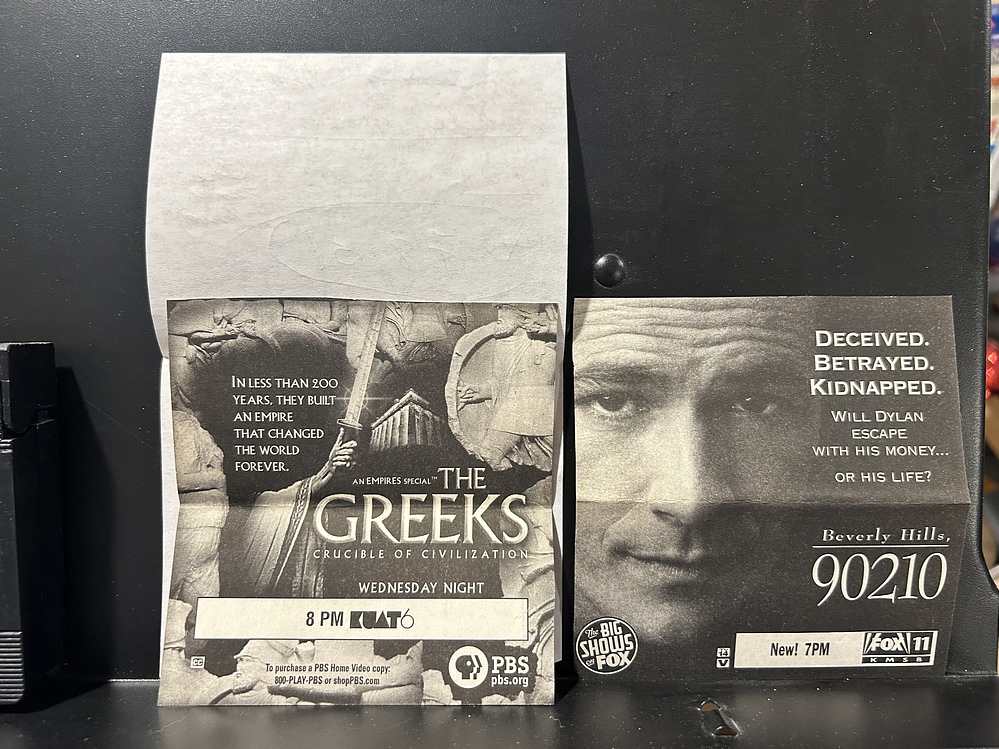 IN LESS THAN 200
YEARS, THEY BUILT
AN EMPIRE
THAT CHANGED
THE WORLD
FOREVER.
AN EMPIRES SPECIAL™ THE
GREEKS
CRUCIBLE OF CIVILIZATION
WEDNESDAY NIGHT
8 PM KUAT6
CC
To purchase a PBS Home Video copy:
800-PLAY-PBS or shopPBS.com
PBS
pbs.org
DECEIVED.
BETRAYED.
KIDNAPPED.
WILL DYLAN
ESCAPE
WITH HIS MONEY...
OR HIS LIFE?
Beverly Hills,
90210
The BIG
SHOWS
on FOX
V
New! 7PM
FOX 11
KMSB